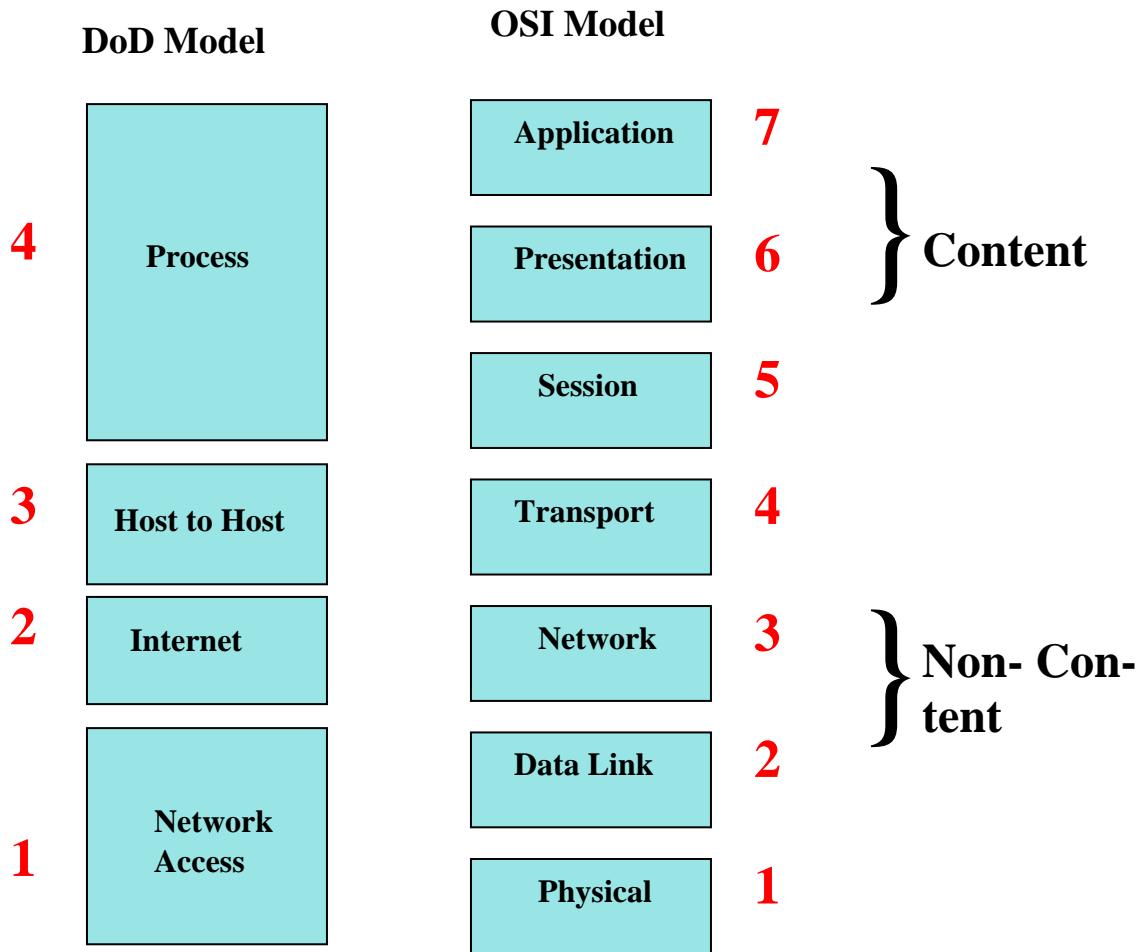 DoD Model
OSI Model
4
Process
3
Host to Host
2
Internet
1
Network
Access
Application
7
Presentation
6
Session
5
Transport
4
Network
3
Data Link
2
Physical
1
Content
Non- Con-
tent